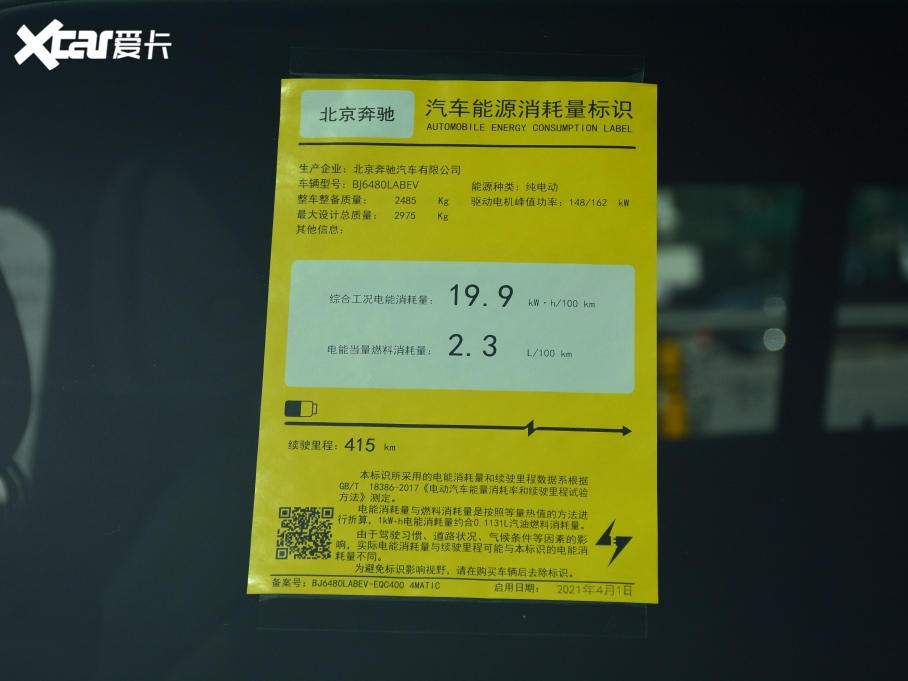 Xcar爱卡
北京奔驰
汽车能源消耗量标识
AUTOMOBILE ENERGY CONSUMPTION LABEL
生产企业：北京奔驰汽车有限公司
车辆型号：BJ6480LABEV
能源种类：纯电动
整车整备质量： 2485 Kg
驱动电机峰值功率：148/162 kW
最大设计总质量： 2975 Kg
其他信息：
综合工况电能消耗量： 19.9 kW·h/100 km
电能当量燃料消耗量： 2.3 L/100 km
续驶里程：415 km
本标识所采用的电能消耗量和续驶里程数据系根据
GB/T 18386-2017《电动汽车能量消耗率和续驶里程试验
方法》测定。
电能消耗量与燃料消耗量是按照等量热值的方法进
行折算，1kW·h电能消耗量约合0.1131L汽油燃料消耗量。
由于驾驶习惯、道路状况、气候条件等因素的影
响，实际电能消耗量与续驶里程可能与本标识的电能消
耗量不同。
为避免标识影响视野，请在购买车辆后去除标识。
备案号：BJ6480LABEV-EQC400 4MATIC
启用日期： 2021年4月1日